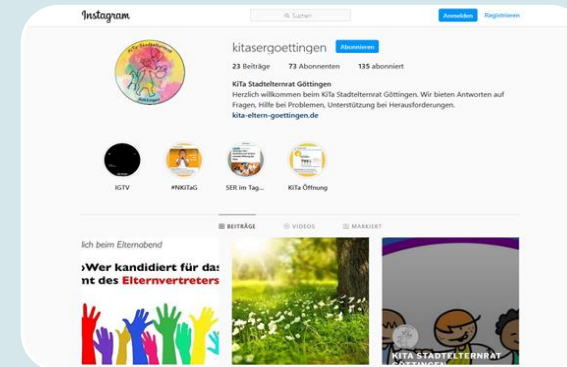 Instagram
Suchen
Anmelden
Registrieren
kitasergoettingen Abonnieren
23 Beiträge 73 Abonnenten 135 abonniert
KiTa Stadtelternrat Göttingen
Herzlich willkommen beim KiTa Stadtelternrat Göttingen. Wir bieten Antworten auf
Fragen, Hilfe bei Problemen, Unterstützung bei Herausforderungen.
kita-eltern-goettingen.de
IGTV
#NKiTaG
SER im Tag...
KiTa Öffnung
BEITRÄGE
VIDEOS
MARKIERT
lich beim Elternabend
Wer kandidiert für das
mt des Elternvertreters
KITA STADTELTERNRAT
GÖTTINGEN